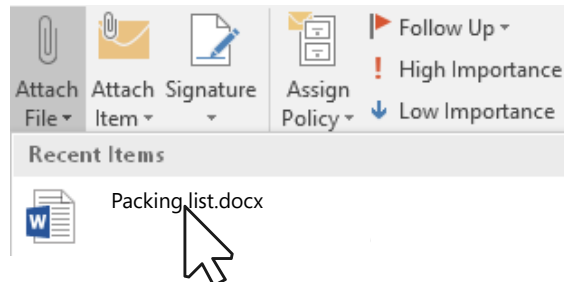 Attach File
Attach Item
Signature
Assign Policy
Follow Up
! High Importance
Low Importance
Recent Items
W
Packing list.docx